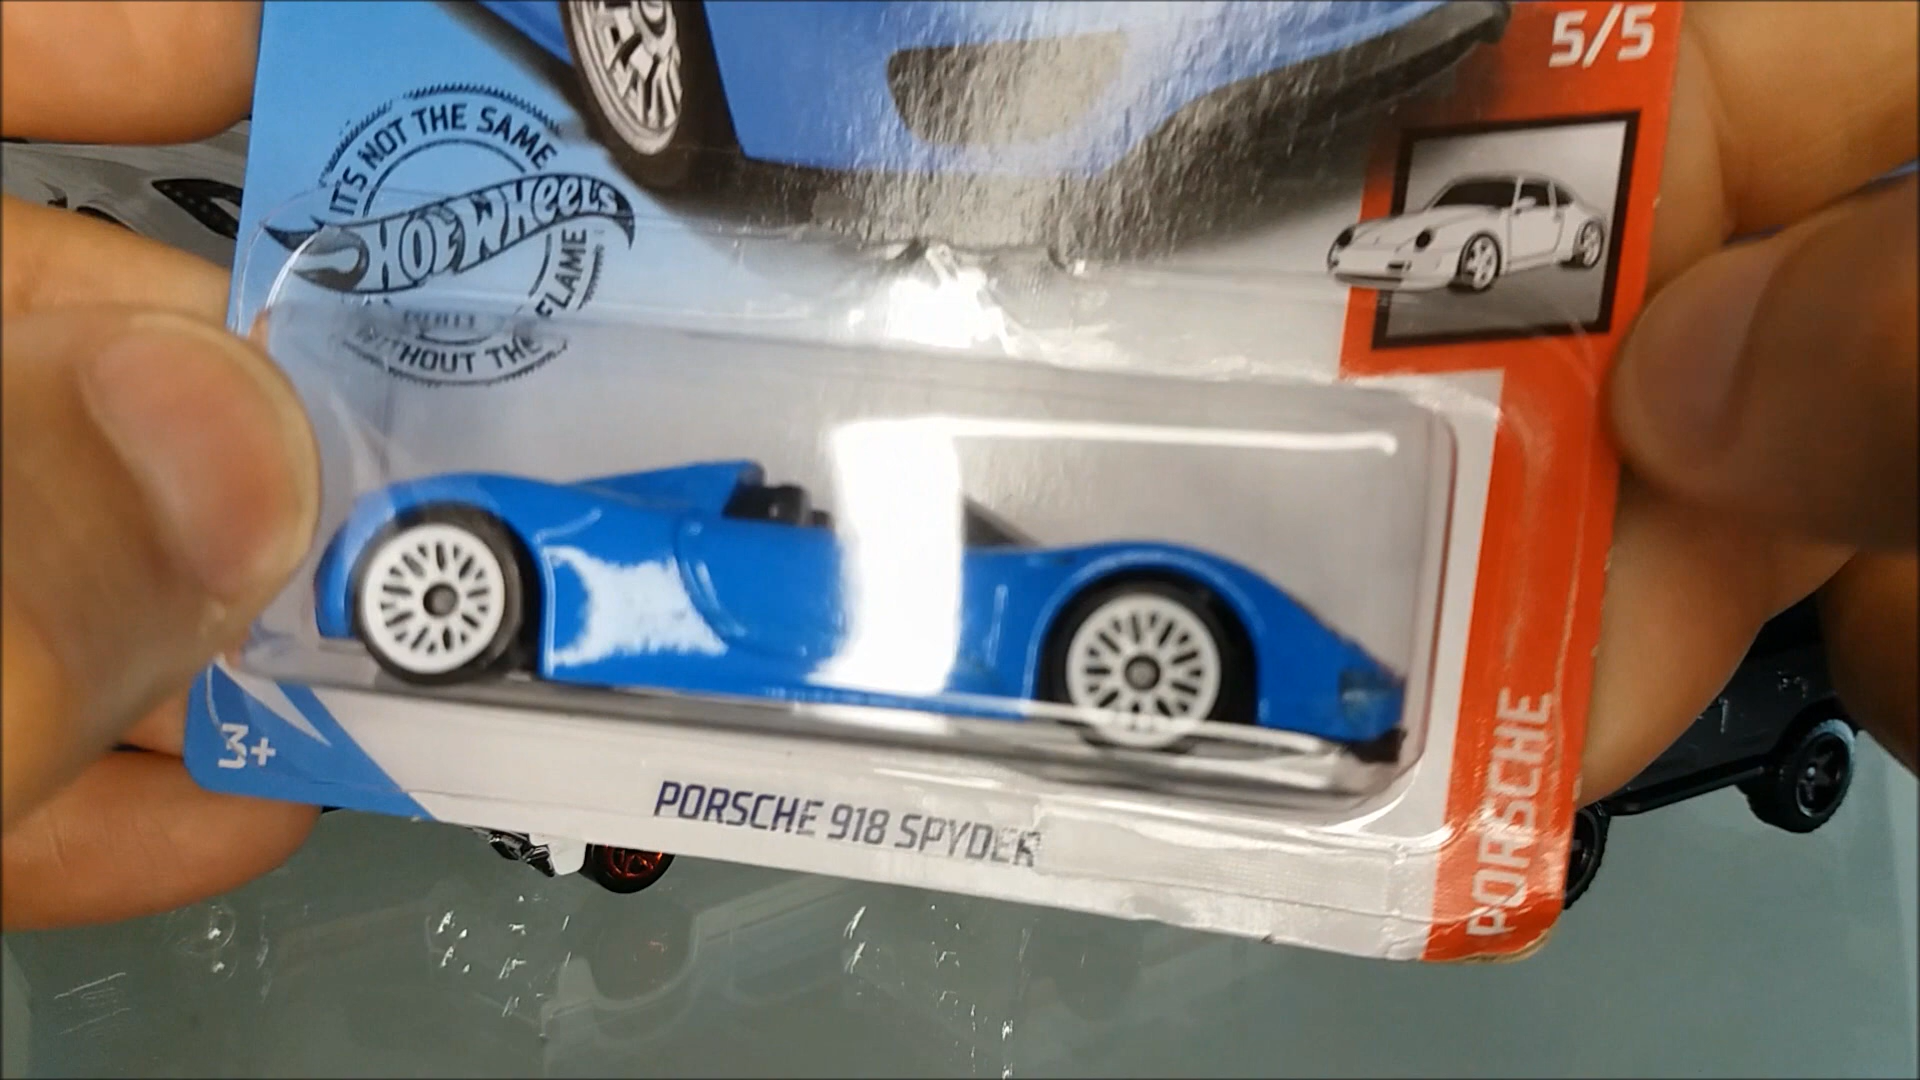 5/5
IT'S NOT THE SAME
HOT WHEELS
WITHOUT THE FLAME
3+
PORSCHE 918 SPYDER
PORSCHE